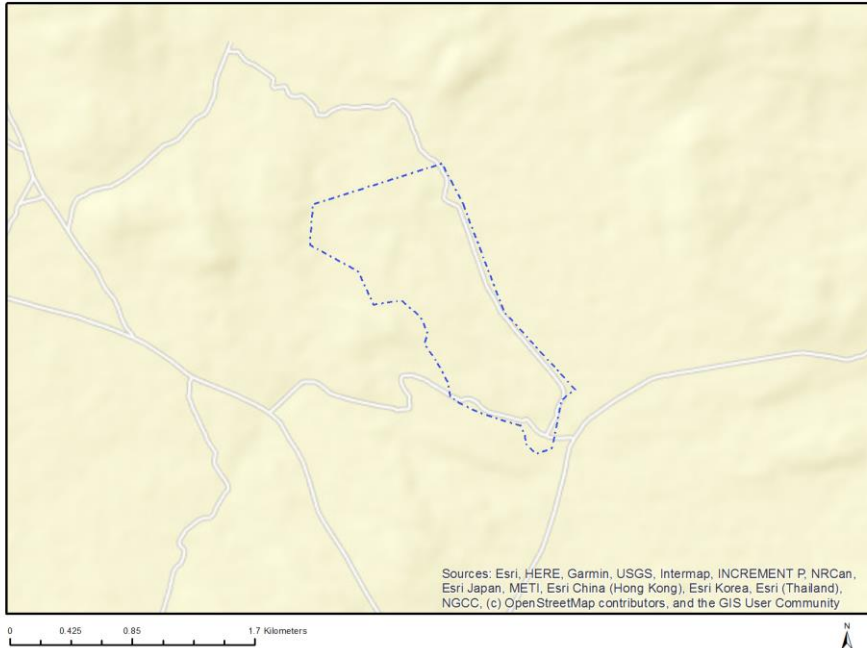 Sources: Esri, HERE, Garmin, USGS, Intermap, INCREMENT P, NRCan,
Esri Japan, METI, Esri China (Hong Kong), Esri Korea, Esri (Thailand),
NGCC, (c) OpenStreetMap contributors, and the GIS User Community
0 0.425 0.85 1.7 Kilometers
N